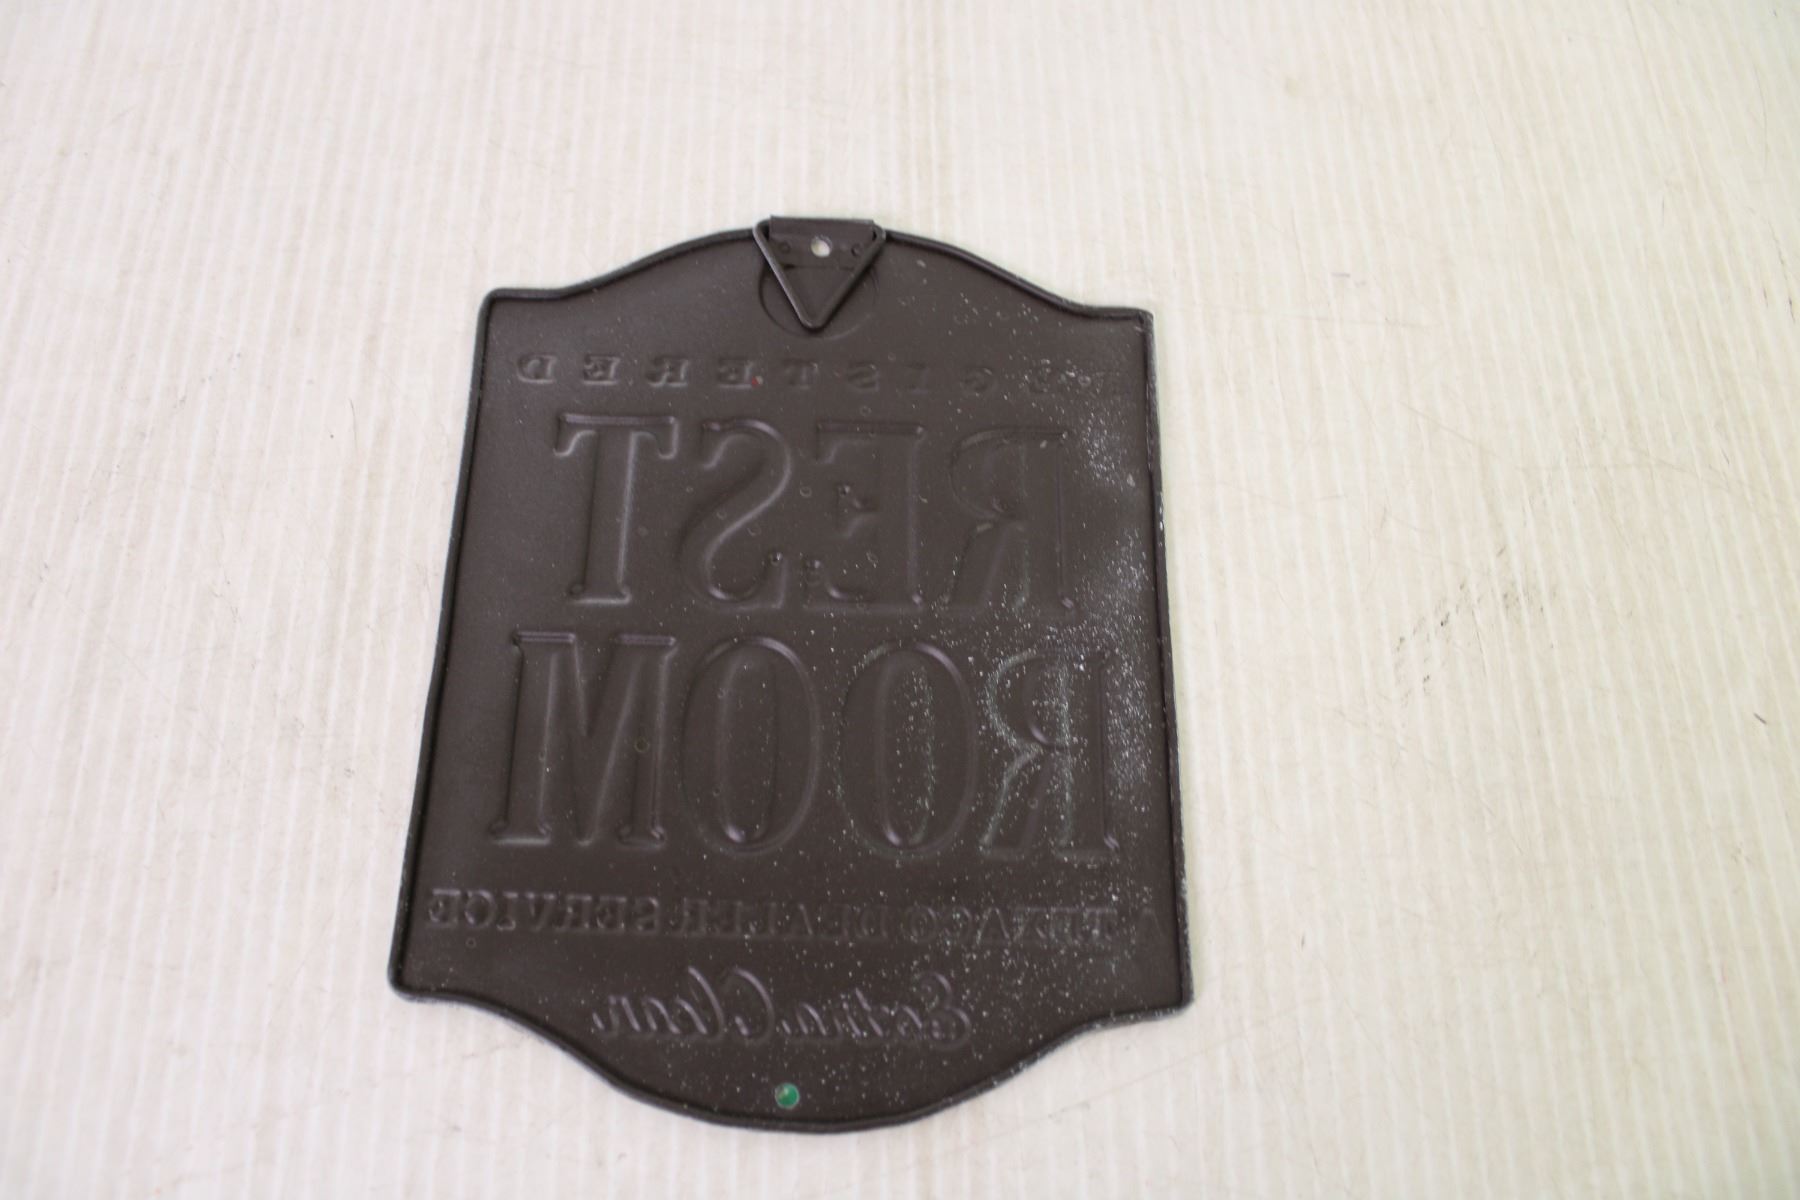 REGISTERED
REST
ROOM
A TEXACO DEALER SERVICE
Extra Clean